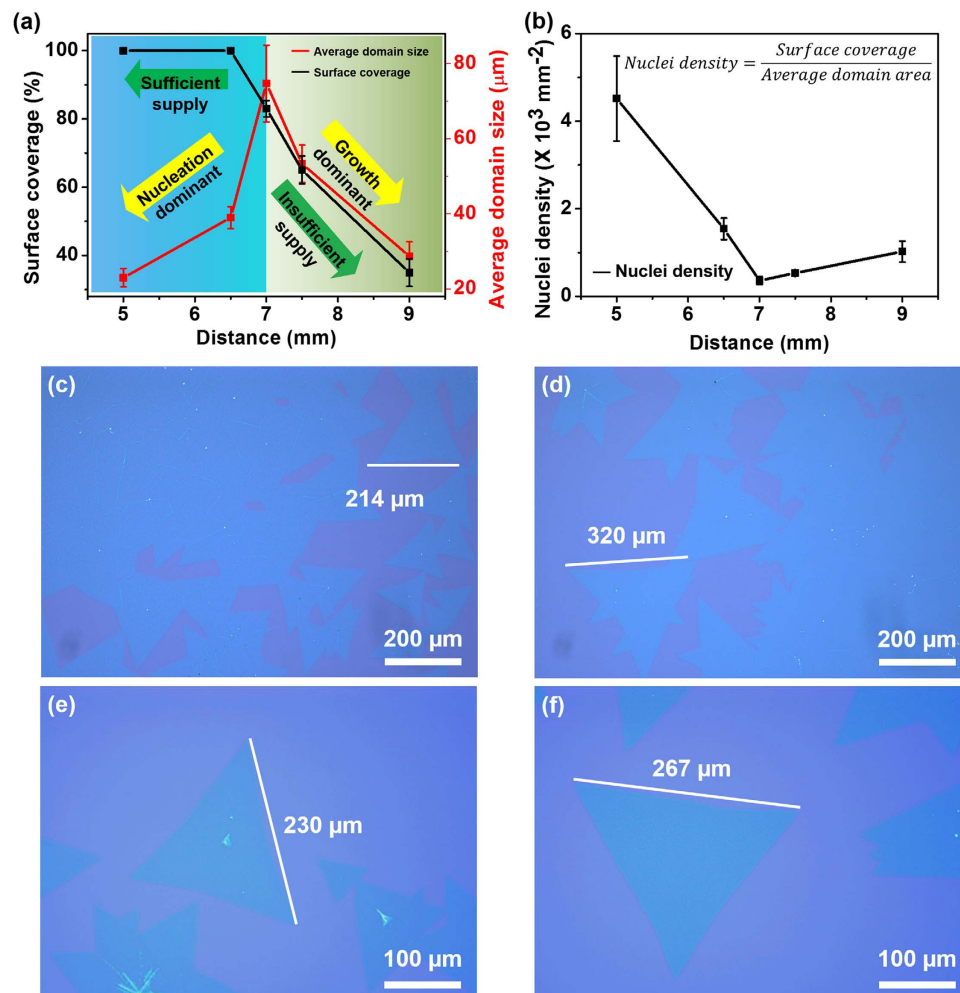 (a)
100
80
60
40
Surface coverage (%)
5
6
7
8
9
Distance (mm)
80
60
40
20
Average domain size (μm)
Average domain size
Surface coverage
Sufficient
supply
Nucleation
dominant
Growth
dominant
Insufficient
supply
(b)
6
4
2
0
Nuclei density (X 10³ mm⁻²)
Nuclei density = Surface coverage / Average domain area
Nuclei density
5
6
7
8
9
Distance (mm)
(c)
214 μm
200 μm
(d)
320 μm
200 μm
(e)
230 μm
100 μm
(f)
267 μm
100 μm